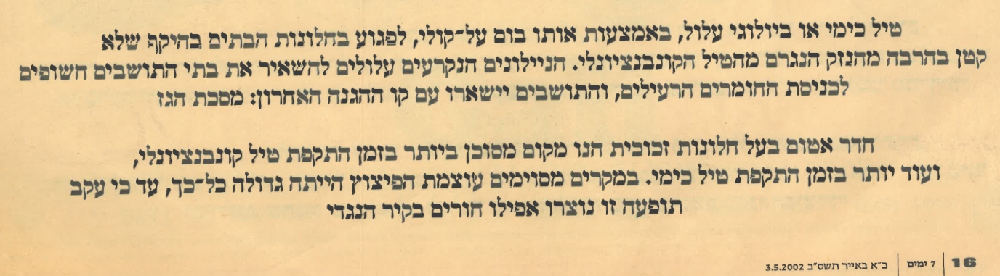 טיל כימי או ביולוגי עלול, באמצעות אותו בום על־קולי, לפגוע בחלונות הבתים בהיקף שלא
קטן בהרבה מהנזק הנגרם מהטיל הקונבנציונלי. הניילונים הנקרעים עלולים להשאיר את בתי התושבים חשופים
לכניסת החומרים הרעילים, והתושבים יישארו עם קו ההגנה האחרון: מסכת הגז
חדר אטום בעל חלונות זכוכית הנו מקום מסוכן ביותר בזמן התקפת טיל קונבנציונלי,
ועוד יותר בזמן התקפת טיל כימי. במקרים מסוימים עוצמת הפיצוץ הייתה גדולה כל־כך, עד כי עקב
תופעה זו נוצרו אפילו חורים בקיר הנגדי
16 | 7 ימים | כ"א באייר תשס"ב 3.5.2002